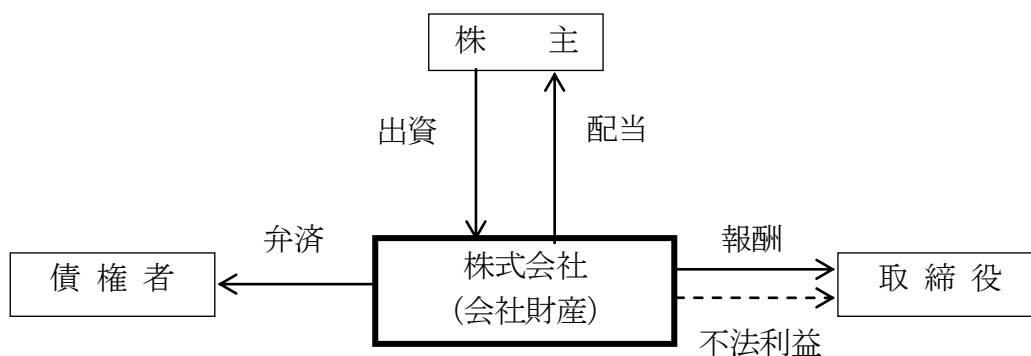 株 主
出資
配当
弁済
報酬
債 権 者
株式会社
(会社財産)
取 締 役
不法利益